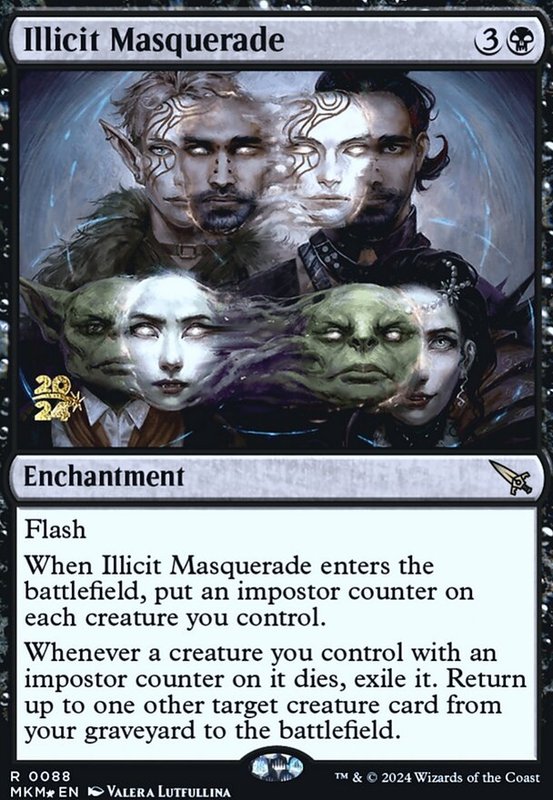 Illicit Masquerade 3
20
24
Enchantment
Flash
When Illicit Masquerade enters the
battlefield, put an impostor counter on
each creature you control.
Whenever a creature you control with an
impostor counter on it dies, exile it. Return
up to one other target creature card from
your graveyard to the battlefield.
R 0088
MKM★EN Valera Lutfullina
™ & © 2024 Wizards of the Coast